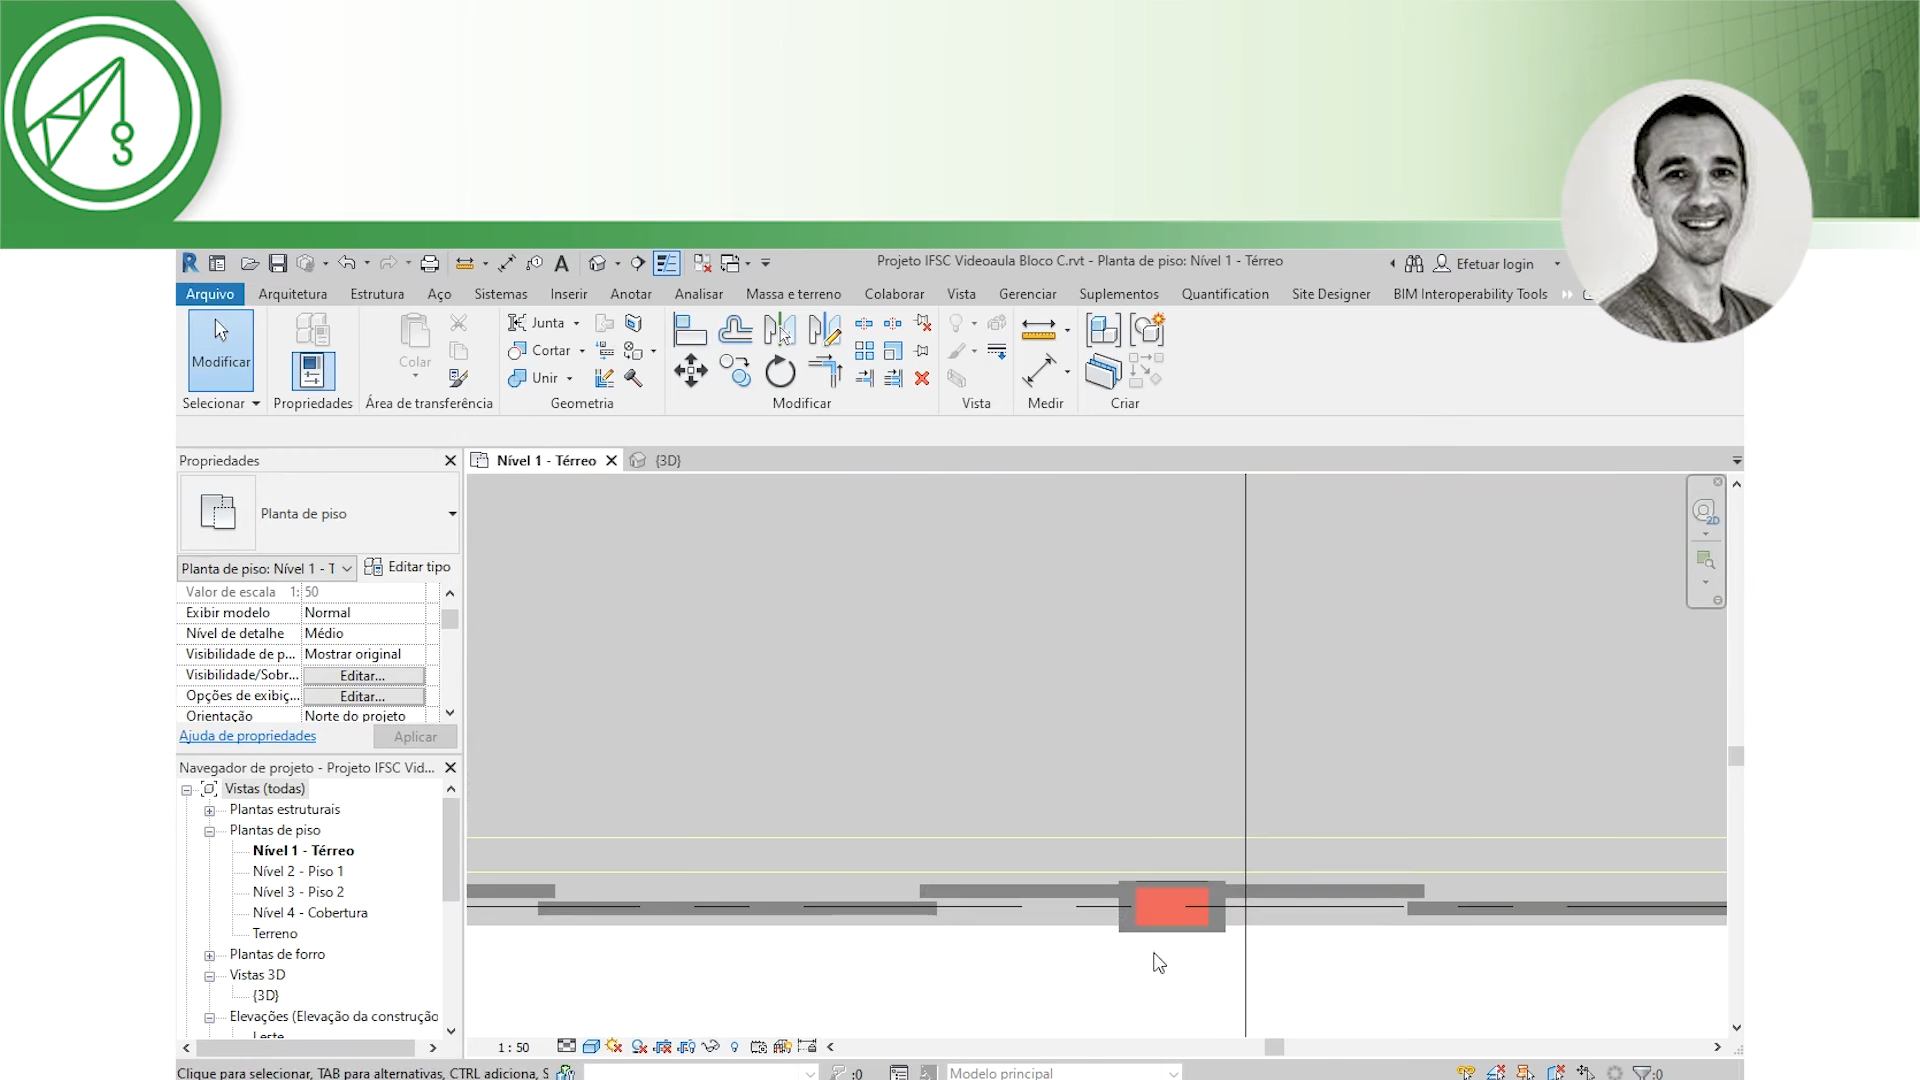 Projeto IFSC Videoaula Bloco C.rvt - Planta de piso: Nível 1 - Térreo
Efetuar login
Arquivo Arquitetura Estrutura Aço Sistemas Inserir Anotar Analisar Massa e terreno Colaborar Vista Gerenciar Suplementos Quantification Site Designer BIM Interoperability Tools
Modificar
Colar
Junta
Cortar
Unir
Selecionar Propriedades Área de transferência Geometria Modificar Vista Medir Criar
Propriedades
Nível 1 - Térreo
{3D}
Planta de piso
Planta de piso: Nível 1 - T
Editar tipo
Valor de escala 1: 50
Exibir modelo Normal
Nível de detalhe Médio
Visibilidade de p... Mostrar original
Visibilidade/Sobr... Editar...
Opções de exibiç... Editar...
Orientação Norte do projeto
Ajuda de propriedades Aplicar
Navegador de projeto - Projeto IFSC Vid...
Vistas (todas)
Plantas estruturais
Plantas de piso
Nível 1 - Térreo
Nível 2 - Piso 1
Nível 3 - Piso 2
Nível 4 - Cobertura
Terreno
Plantas de forro
Vistas 3D
{3D}
Elevações (Elevação da construção
Leste
1 : 50
Clique para selecionar, TAB para alternativas, CTRL adiciona, S
:0
Modelo principal
:0
2D